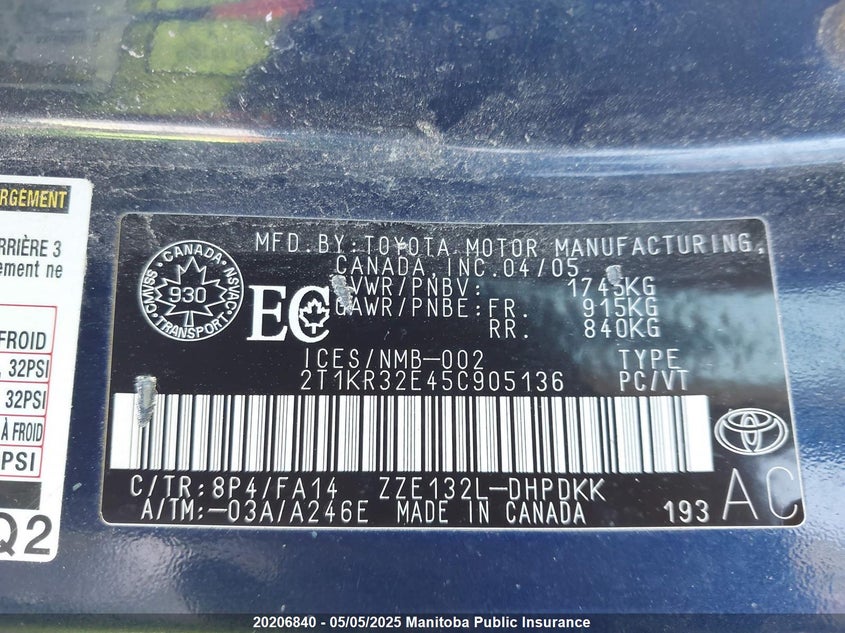 RGEMENT
RRIÈRE 3
ement ne
FROID
, 32PSI
, 32PSI
À FROID
PSI
Q2
CANADA
CMVSS
NSVAC
930
TRANSPORT
EC
MFD.BY:TOYOTA MOTOR MANUFACTURING,
CANADA,INC.04/05
GVWR/PNBV: 1745KG
GAWR/PNBE:FR. 915KG
RR. 840KG
ICES/NMB-002 TYPE
2T1KR32E45C905136 PC/VT
C/TR:8P4/FA14 ZZE132L-DHPDKK
A/TM:-03A/A246E MADE IN CANADA 193 AC
20206840 - 05/05/2025 Manitoba Public Insurance